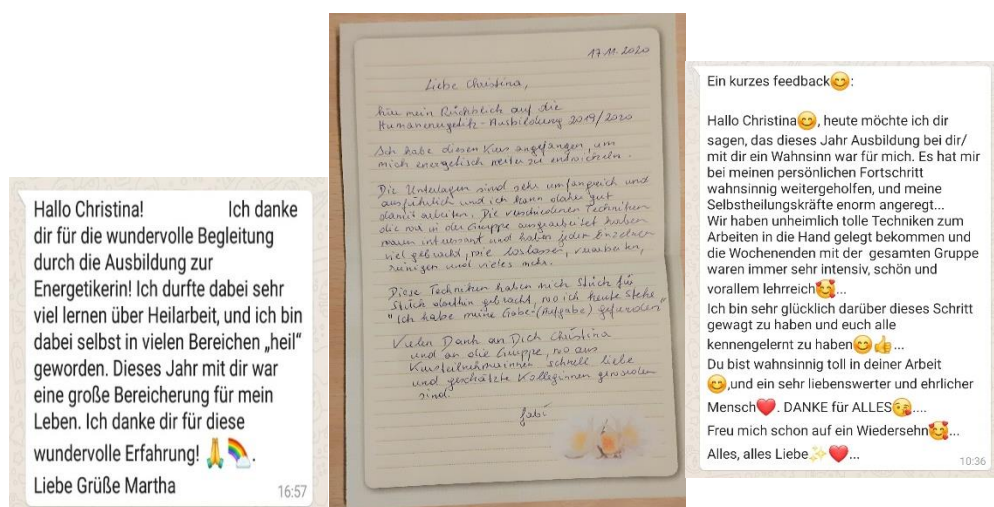 Hallo Christina! Ich danke
dir für die wundervolle Begleitung
durch die Ausbildung zur
Energetikerin! Ich durfte dabei sehr
viel lernen über Heilarbeit, und ich bin
dabei selbst in vielen Bereichen „heil“
geworden. Dieses Jahr mit dir war
eine große Bereicherung für mein
Leben. Ich danke dir für diese
wundervolle Erfahrung! 🙏🌈.
Liebe Grüße Martha
16:57
17.11.2020
Liebe Christina,
hier mein Rückblick auf die
Humanenergetik-Ausbildung 2019/2020
Ich habe diesen Kurs angefangen, um
mich energetisch weiter zu entwickeln.
Die Unterlagen sind sehr umfangreich und
ausführlich und ich kann daher gut
damit arbeiten. Die verschiedenen Techniken
die wir in der Gruppe ausgearbeitet haben
waren interessant und haben jeden Einzelnen
viel gebracht, wie loslassen, verarbeiten,
reinigen und vieles mehr.
Diese Techniken haben mich Stück für
Stück dorthin gebracht, wo ich heute stehe
"Ich habe meine Gabe-(Aufgabe) gefunden"
Vielen Dank an Dich Christina
und an die Gruppe, wo aus
Kursteilnehmerinnen schnell liebe
und geschätzte Kolleginnen geworden
sind.
Gabi
Ein kurzes feedback😊:
Hallo Christina😊, heute möchte ich dir
sagen, das dieses Jahr Ausbildung bei dir/
mit dir ein Wahnsinn war für mich. Es hat mir
bei meinen persönlichen Fortschritt
wahnsinnig weitergeholfen, und meine
Selbstheilungskräfte enorm angeregt...
Wir haben unheimlich tolle Techniken zum
Arbeiten in die Hand gelegt bekommen und
die Wochenenden mit der gesamten Gruppe
waren immer sehr intensiv, schön und
vorallem lehrreich🥰...
Ich bin sehr glücklich darüber dieses Schritt
gewagt zu haben und euch alle
kennengelernt zu haben😊👍...
Du bist wahnsinnig toll in deiner Arbeit
😊,und ein sehr liebenswerter und ehrlicher
Mensch❤️. DANKE für ALLES😘....
Freu mich schon auf ein Wiedersehn🥰...
Alles, alles Liebe✨❤️...
10:36